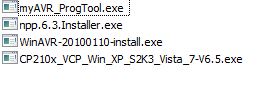 myAVR_ProgTool.exe
npp.6.3.Installer.exe
WinAVR-20100110-install.exe
CP210x_VCP_Win_XP_S2K3_Vista_7-V6.5.exe